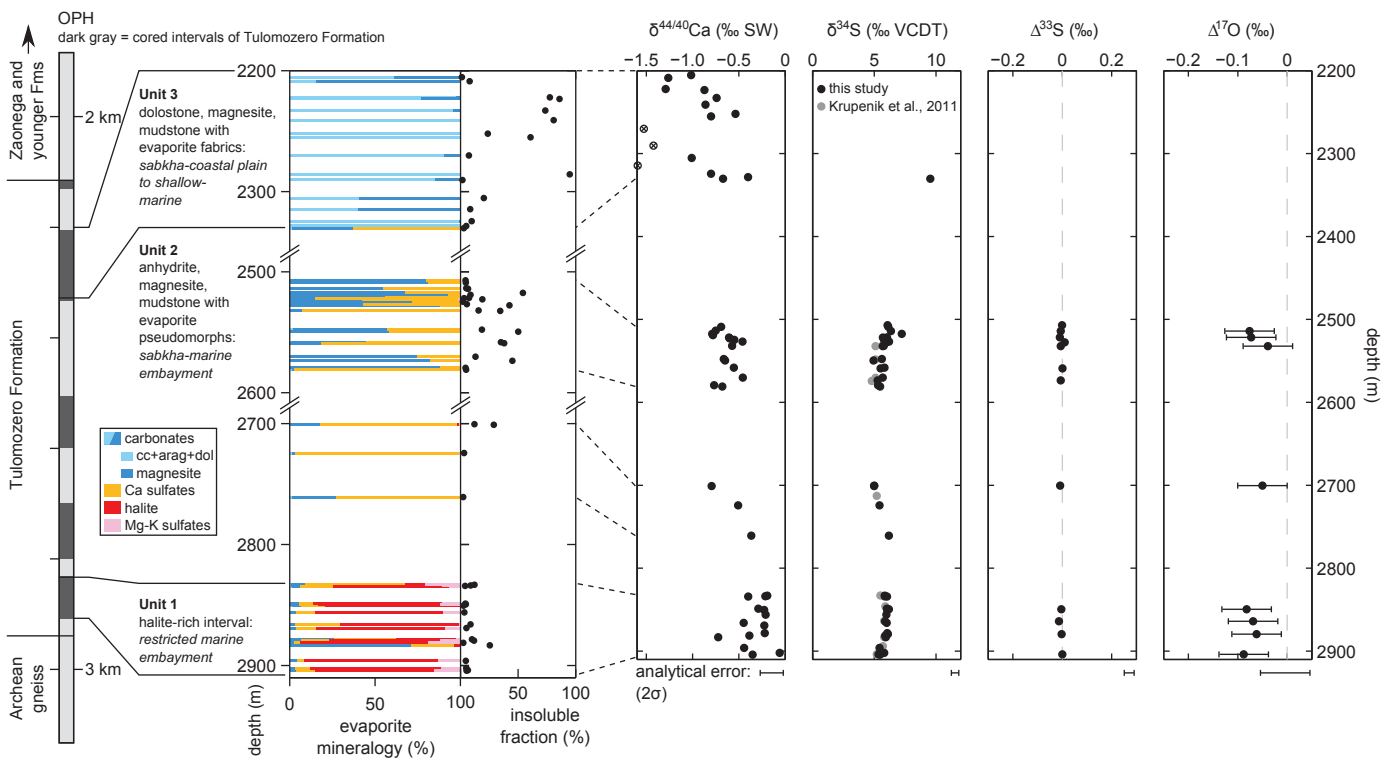 OPH
dark gray = cored intervals of Tulomozero Formation
Zaonega and
younger Fms
Tulomozero Formation
Archean
gneiss
2 km
3 km
Unit 3
dolostone, magnesite,
mudstone with
evaporite fabrics:
sabkha-coastal plain
to shallow-
marine
Unit 2
anhydrite,
magnesite,
mudstone with
evaporite
pseudomorphs:
sabkha-marine
embayment
carbonates
cc+arag+dol
magnesite
Ca sulfates
halite
Mg-K sulfates
Unit 1
halite-rich interval:
restricted marine
embayment
2200
2300
2500
2600
2700
2800
2900
depth (m)
0 50 100
evaporite
mineralogy (%)
50 100
insoluble
fraction (%)
δ44/40Ca (‰ SW)
−1.5 −1 −0.5 0
analytical error:
(2σ)
δ34S (‰ VCDT)
0 5 10
this study
Krupenik et al., 2011
Δ33S (‰)
−0.2 0 0.2
Δ17O (‰)
−0.2 −0.1 0
2200
2300
2400
2500
2600
2700
2800
2900
depth
(m)